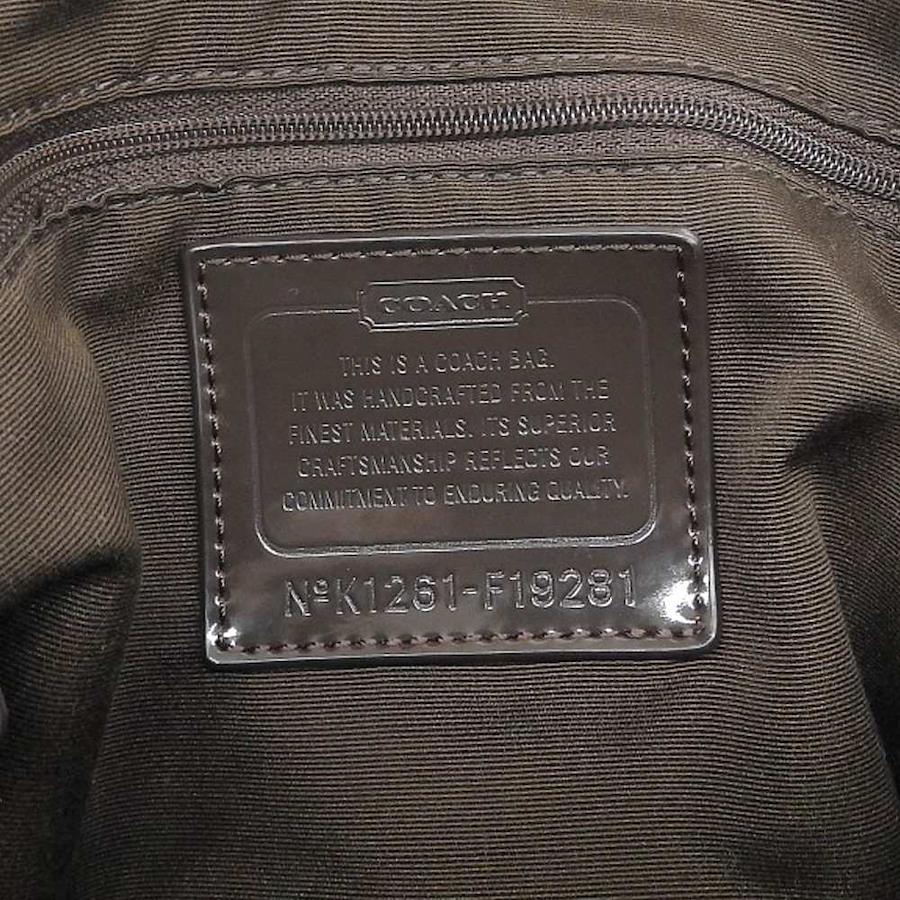 COACH
THIS IS A COACH BAG.
IT WAS HANDCRAFTED FROM THE
FINEST MATERIALS. ITS SUPERIOR
CRAFTSMANSHIP REFLECTS OUR
COMMITMENT TO ENDURING QUALITY.
NºK1261-F19281